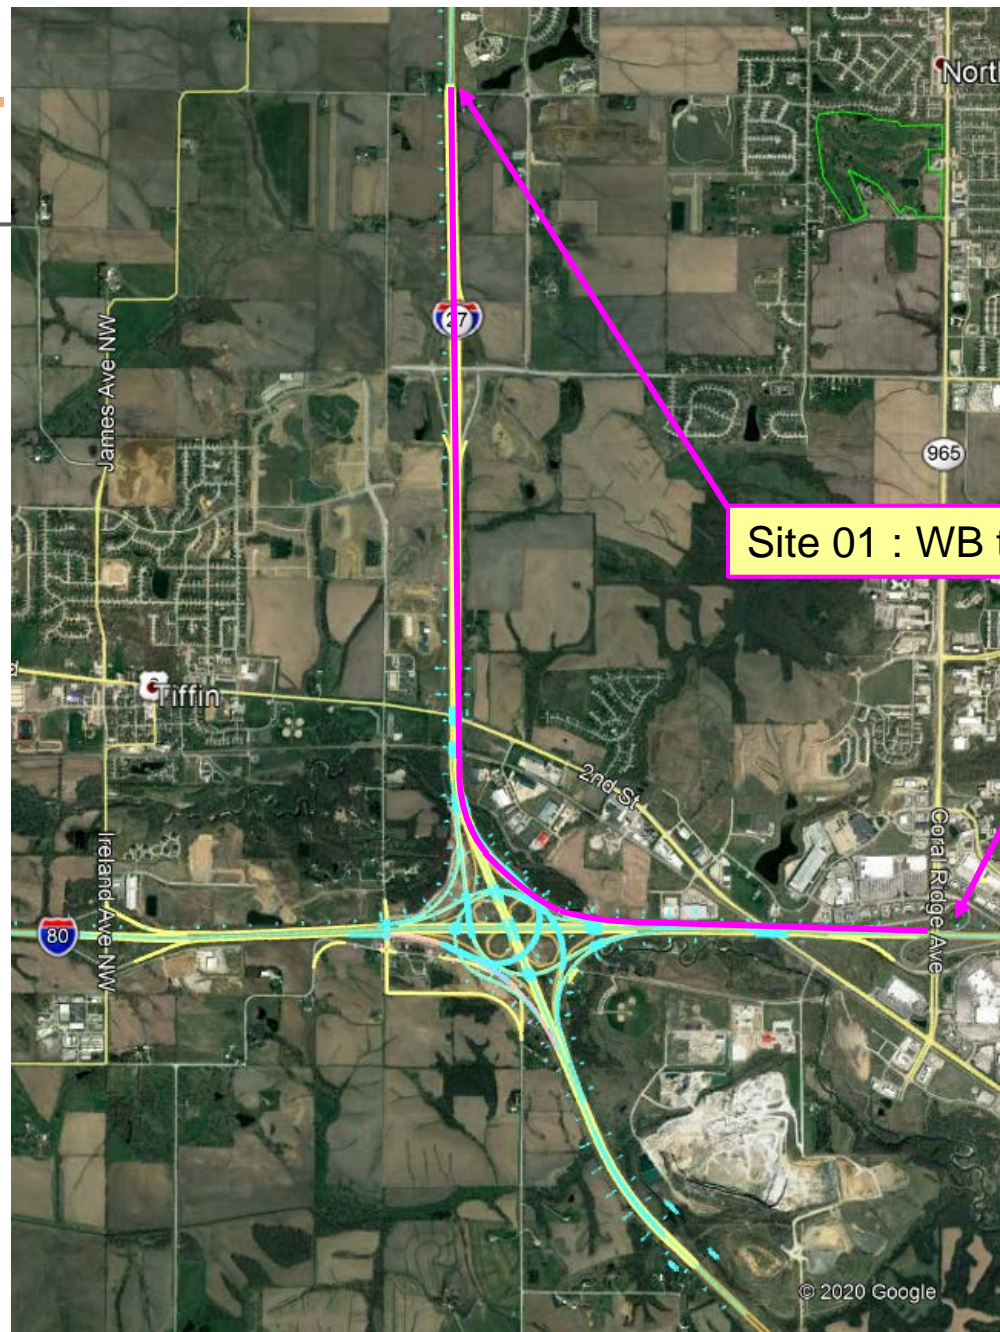 North
27
James Ave NW
965
Site 01 : WB
Tiffin
2nd St
Coral Ridge Ave
Ireland Ave NW
80
© 2020 Google